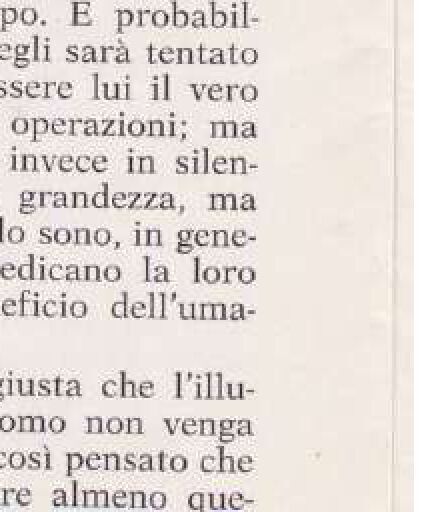 po. E probabil-
egli sarà tentato
ssere lui il vero
operazioni; ma
invece in silen-
grandezza, ma
lo sono, in gene-
edicano la loro
eficio dell'uma-
giusta che l'illu-
omo non venga
così pensato che
re almeno que-